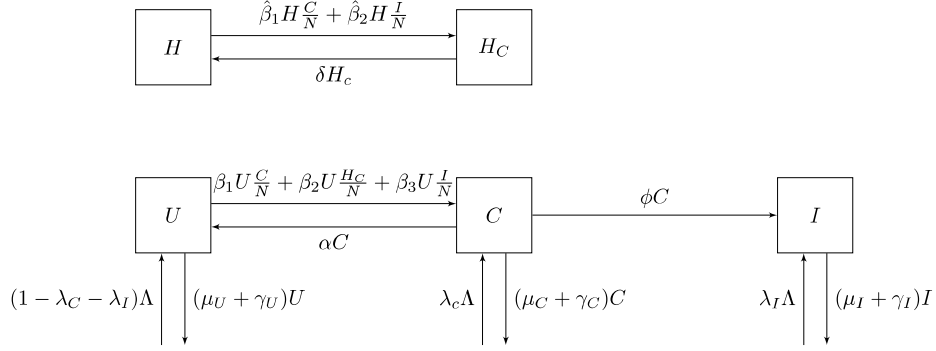 β̂₁H C/N + β̂₂H I/N
H
H_C
δH_c
β₁U C/N + β₂U H_C/N + β₃U I/N
U
C
I
αC
ϕC
(1 − λ_C − λ_I)Λ
(μ_U + γ_U)U
λ_cΛ
(μ_C + γ_C)C
λ_IΛ
(μ_I + γ_I)I